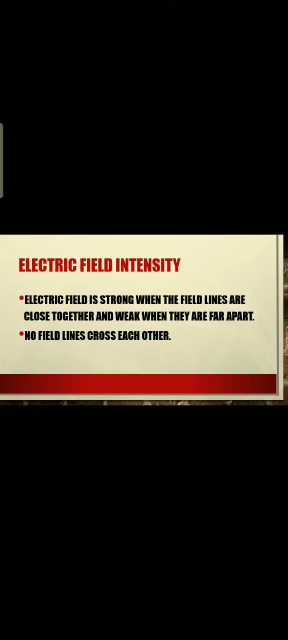 ELECTRIC FIELD INTENSITY
•ELECTRIC FIELD IS STRONG WHEN THE FIELD LINES ARE
CLOSE TOGETHER AND WEAK WHEN THEY ARE FAR APART.
•NO FIELD LINES CROSS EACH OTHER.